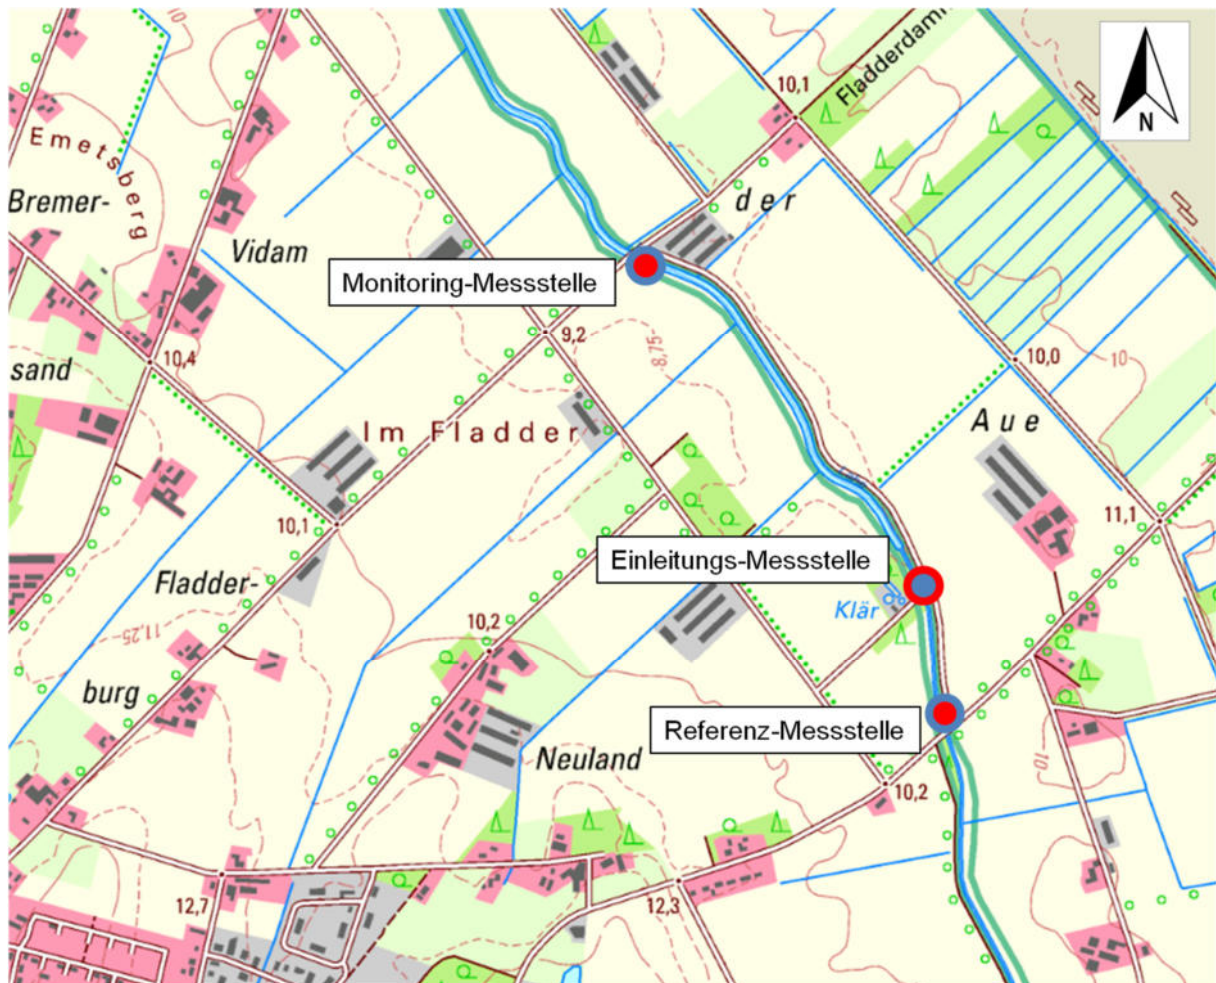 Fladderdamm
10,1
N
Emetsberg
Bremer-
der
Vidam
Monitoring-Messstelle
9,2
8,75
10,4
10,0
10
sand
Aue
Im Fladder
10,1
11,1
Einleitungs-Messstelle
Fladder-
Klär
10,2
11,25
burg
Referenz-Messstelle
Neuland
10
10,2
12,7
12,3